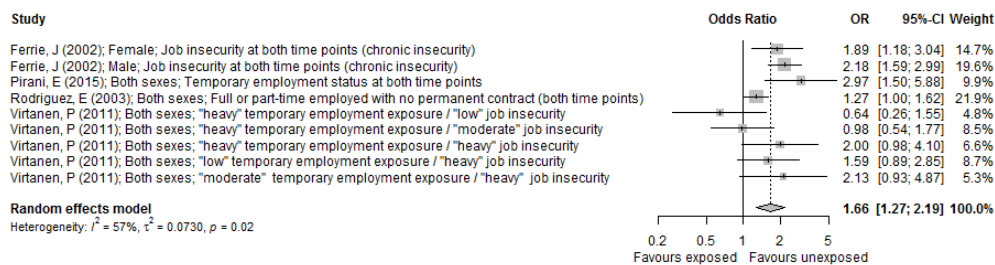 Study Odds Ratio OR 95%-CI Weight
Ferrie, J (2002); Female; Job insecurity at both time points (chronic insecurity) 1.89 [1.18; 3.04] 14.7%
Ferrie, J (2002); Male; Job insecurity at both time points (chronic insecurity) 2.18 [1.59; 2.99] 19.6%
Pirani, E (2015); Both sexes; Temporary employment status at both time points 2.97 [1.50; 5.88] 9.9%
Rodriguez, E (2003); Both sexes; Full or part-time employed with no permanent contract (both time points) 1.27 [1.00; 1.62] 21.9%
Virtanen, P (2011); Both sexes; "heavy" temporary employment exposure / "low" job insecurity 0.64 [0.26; 1.55] 4.8%
Virtanen, P (2011); Both sexes; "heavy" temporary employment exposure / "moderate" job insecurity 0.98 [0.54; 1.77] 8.5%
Virtanen, P (2011); Both sexes; "heavy" temporary employment exposure / "heavy" job insecurity 2.00 [0.98; 4.10] 6.6%
Virtanen, P (2011); Both sexes; "low" temporary employment exposure / "heavy" job insecurity 1.59 [0.89; 2.85] 8.7%
Virtanen, P (2011); Both sexes; "moderate" temporary employment exposure / "heavy" job insecurity 2.13 [0.93; 4.87] 5.3%
Random effects model 1.66 [1.27; 2.19] 100.0%
Heterogeneity: I² = 57%, τ² = 0.0730, p = 0.02
0.2 0.5 1 2 5
Favours exposed Favours unexposed